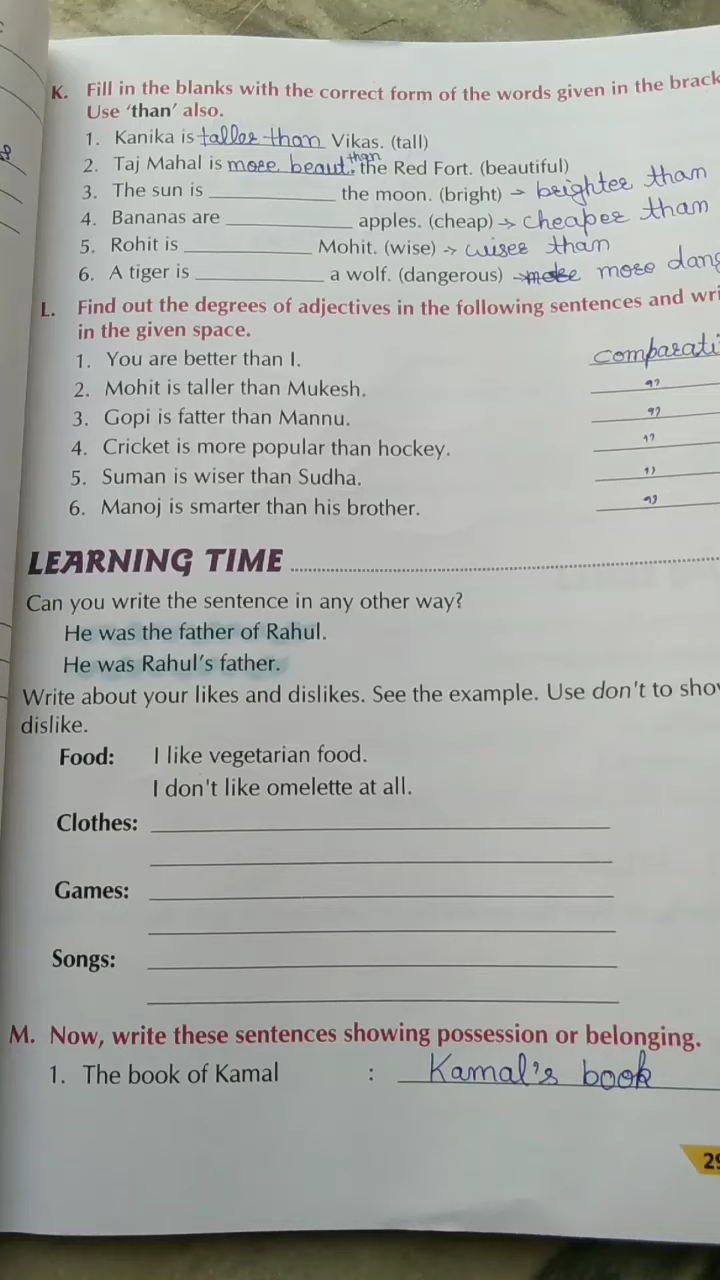 K. Fill in the blanks with the correct form of the words given in the brack
Use 'than' also.
1. Kanika is taller than Vikas. (tall)
2. Taj Mahal is more beaut. than the Red Fort. (beautiful)
3. The sun is ____________ the moon. (bright) → brighter than
4. Bananas are ____________ apples. (cheap) → cheaper than
5. Rohit is ____________ Mohit. (wise) → wiser than
6. A tiger is ____________ a wolf. (dangerous) → more dang
L. Find out the degrees of adjectives in the following sentences and wri
in the given space.
1. You are better than I. comparati
2. Mohit is taller than Mukesh. "
3. Gopi is fatter than Mannu. "
4. Cricket is more popular than hockey. "
5. Suman is wiser than Sudha. "
6. Manoj is smarter than his brother. "
LEARNING TIME
Can you write the sentence in any other way?
He was the father of Rahul.
He was Rahul's father.
Write about your likes and dislikes. See the example. Use don't to sho
dislike.
Food: I like vegetarian food.
I don't like omelette at all.
Clothes:
Games:
Songs:
M. Now, write these sentences showing possession or belonging.
1. The book of Kamal : Kamal's book
29